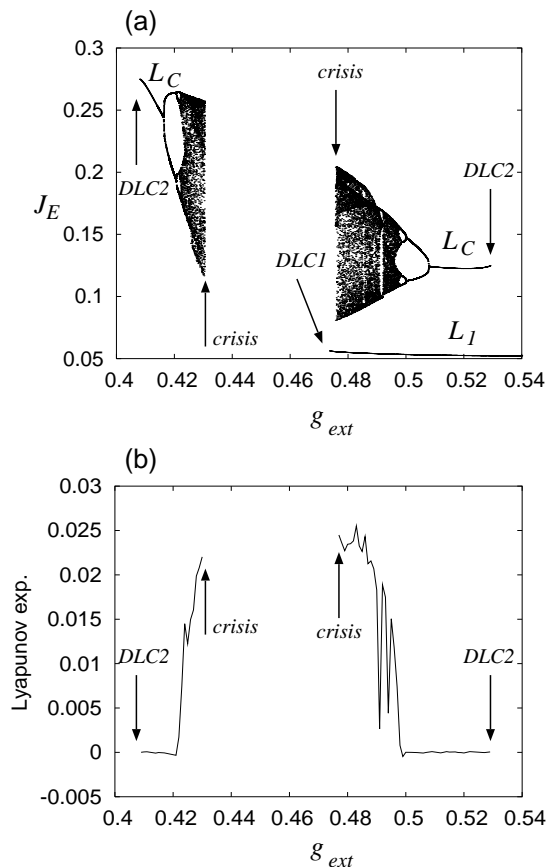 (a)
0.3
0.25
0.2
0.15
0.1
0.05
J_E
L_C
DLC2
crisis
crisis
DLC1
DLC2
L_C
L_1
0.4 0.42 0.44 0.46 0.48 0.5 0.52 0.54
g_ext
(b)
0.03
0.025
0.02
0.015
0.01
0.005
0
-0.005
Lyapunov exp.
DLC2
crisis
crisis
DLC2
0.4 0.42 0.44 0.46 0.48 0.5 0.52 0.54
g_ext